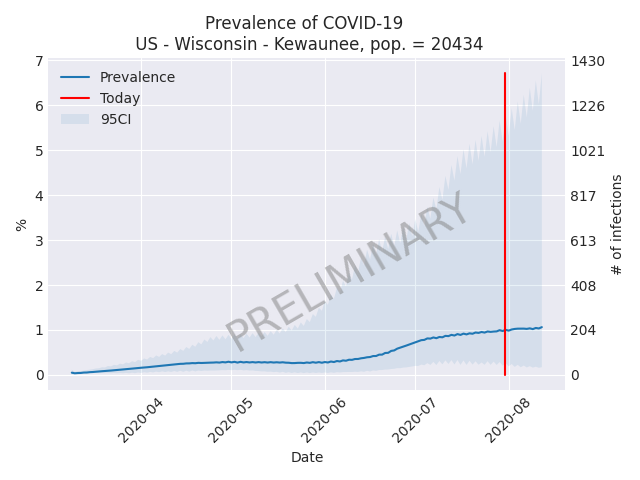 Prevalence of COVID-19
US - Wisconsin - Kewaunee, pop. = 20434
Prevalence
Today
95CI
7
6
5
4
3
2
1
0
%
1430
1226
1021
817
613
408
204
0
# of infections
PRELIMINARY
2020-04
2020-05
2020-06
2020-07
2020-08
Date